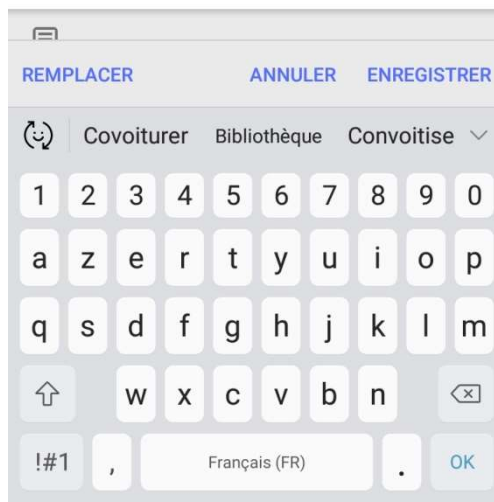 REMPLACER ANNULER ENREGISTRER
Covoiturer Bibliothèque Convoitise
1 2 3 4 5 6 7 8 9 0
a z e r t y u i o p
q s d f g h j k l m
w x c v b n
!#1 , Français (FR) . OK